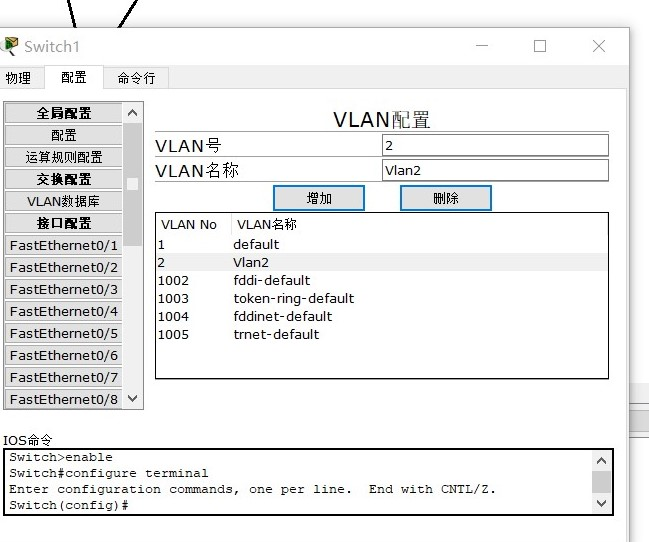 Switch1
物理 配置 命令行
全局配置
配置
运算规则配置
交换配置
VLAN数据库
接口配置
FastEthernet0/1
FastEthernet0/2
FastEthernet0/3
FastEthernet0/4
FastEthernet0/5
FastEthernet0/6
FastEthernet0/7
FastEthernet0/8
VLAN配置
VLAN号 2
VLAN名称 Vlan2
增加 删除
VLAN No VLAN名称
1 default
2 Vlan2
1002 fddi-default
1003 token-ring-default
1004 fddinet-default
1005 trnet-default
IOS命令
Switch>enable
Switch#configure terminal
Enter configuration commands, one per line.  End with CNTL/Z.
Switch(config)#